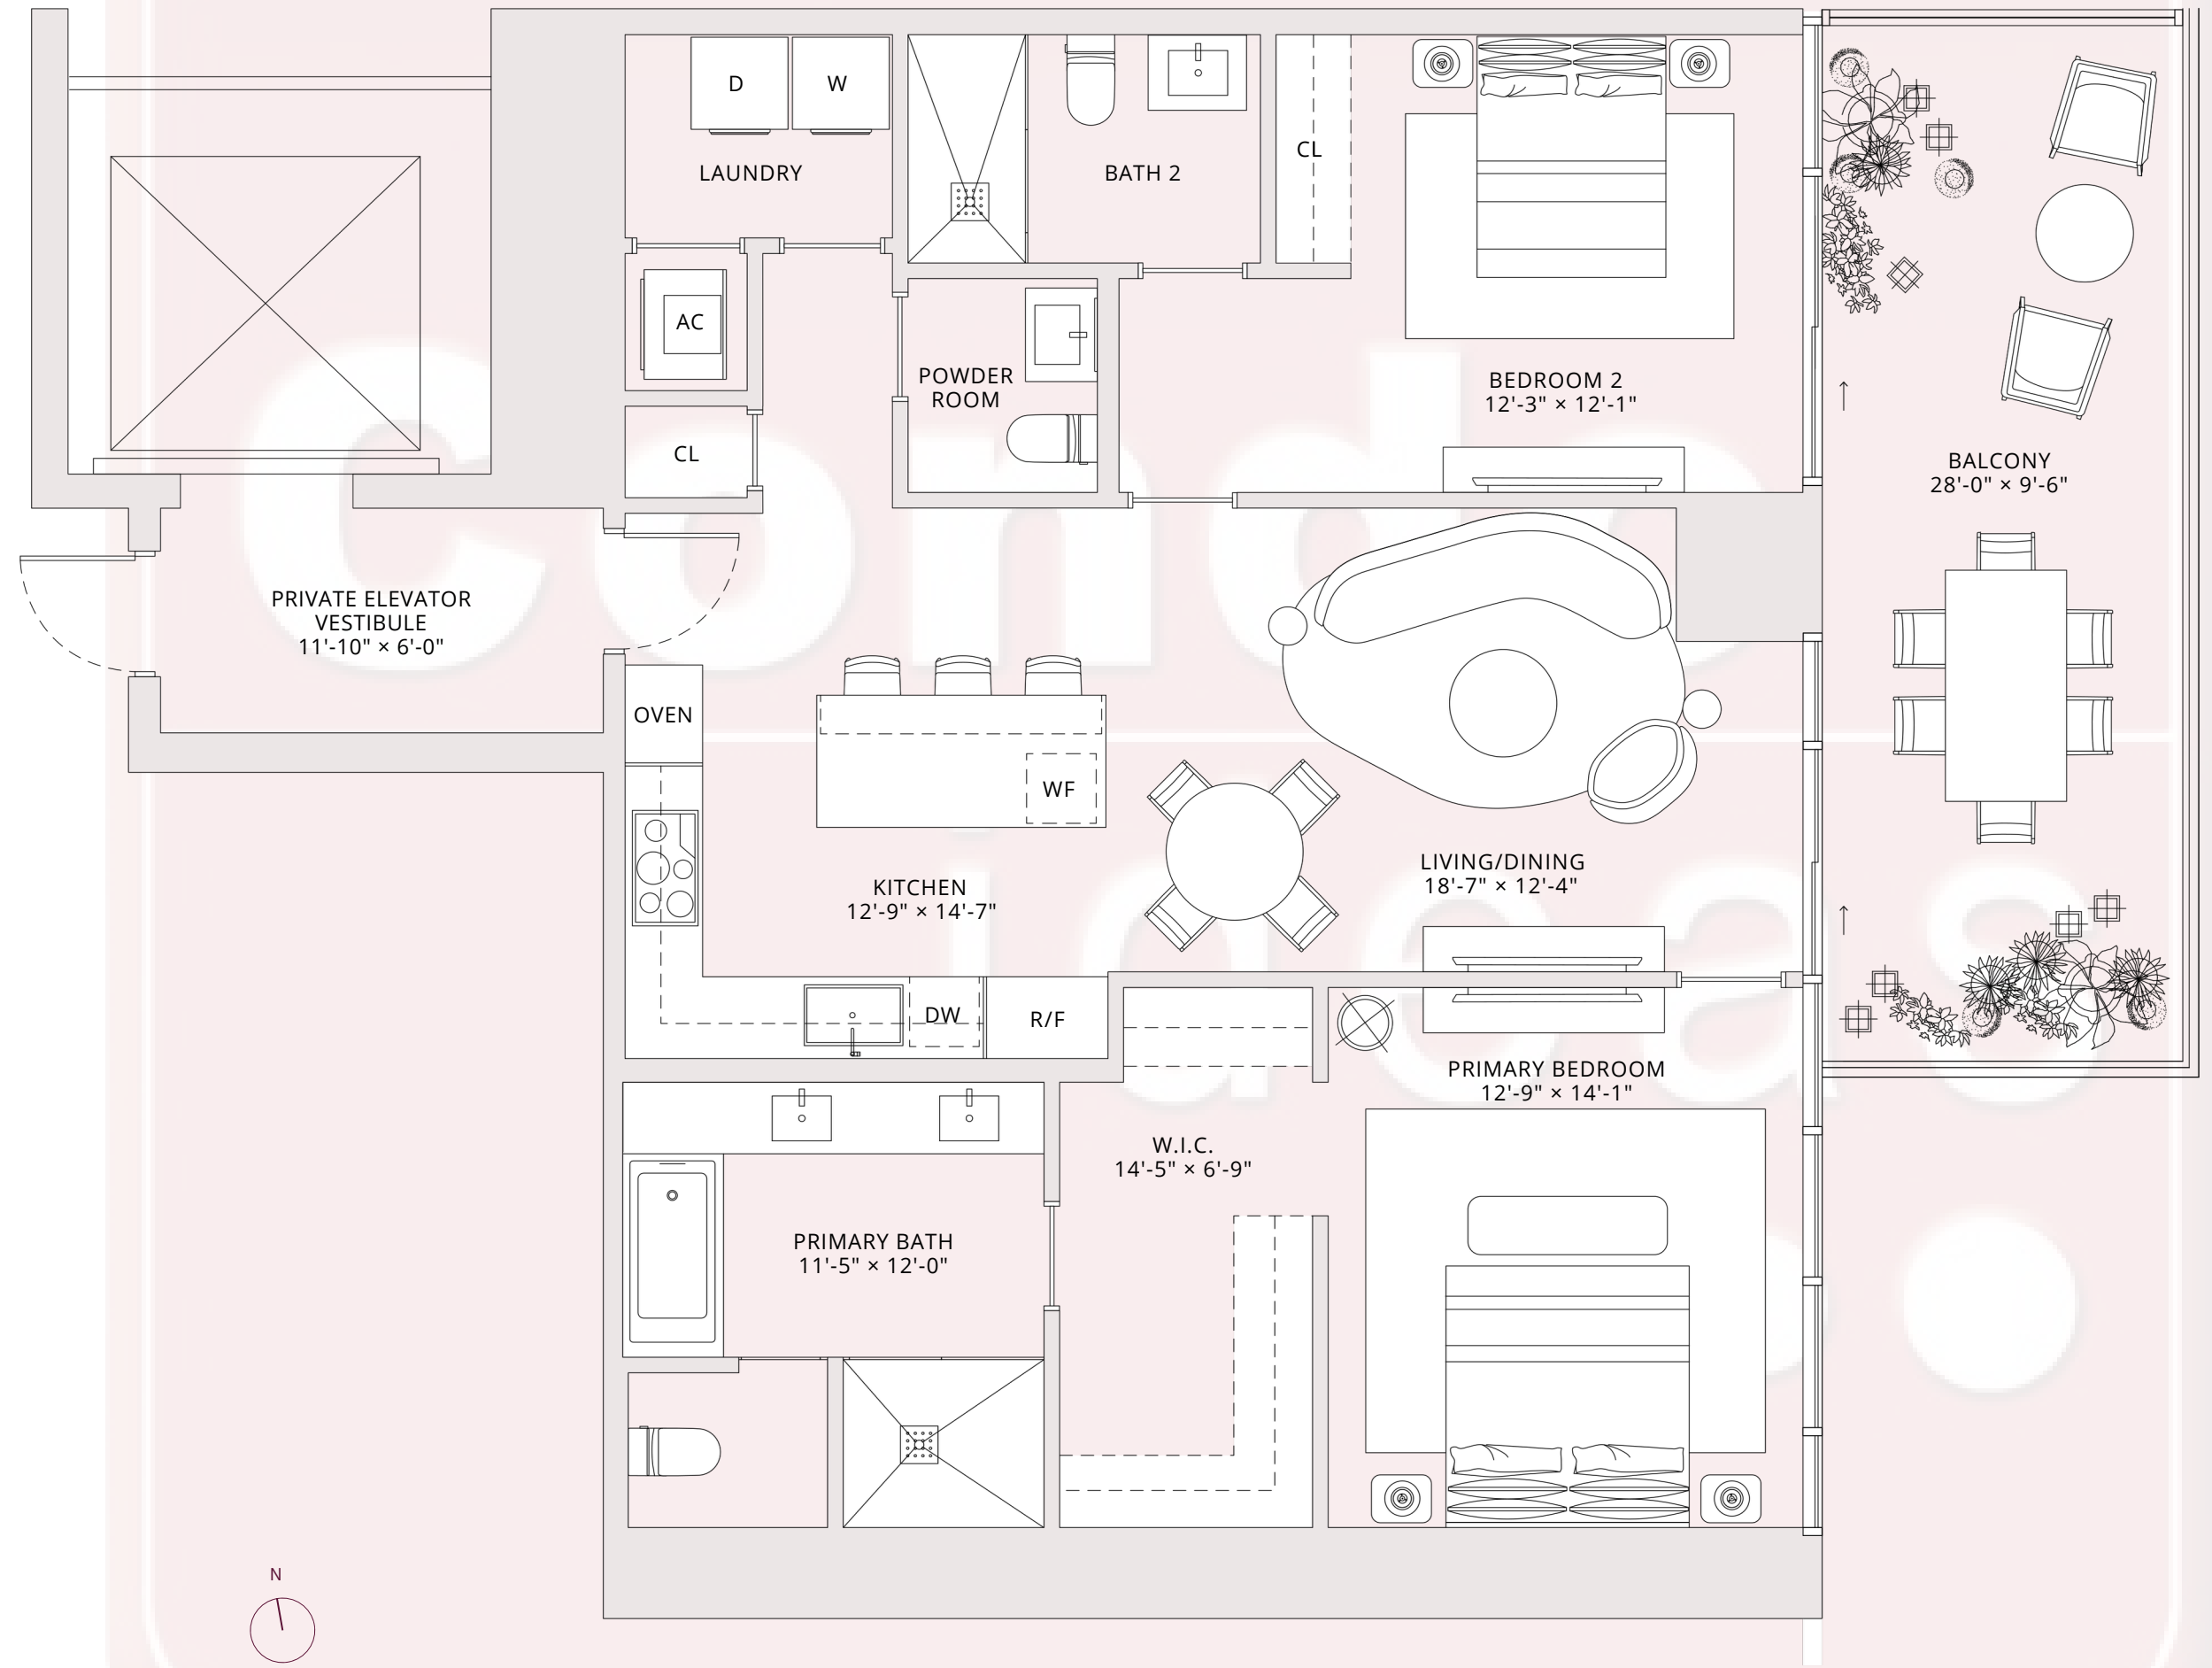 D
W
LAUNDRY
BATH 2
CL
AC
POWDER
ROOM
CL
BEDROOM 2
12'-3" × 12'-1"
BALCONY
28'-0" × 9'-6"
PRIVATE ELEVATOR
VESTIBULE
11'-10" × 6'-0"
OVEN
WF
KITCHEN
12'-9" × 14'-7"
LIVING/DINING
18'-7" × 12'-4"
DW
R/F
PRIMARY BEDROOM
12'-9" × 14'-1"
W.I.C.
14'-5" × 6'-9"
PRIMARY BATH
11'-5" × 12'-0"
N
condo
ideas